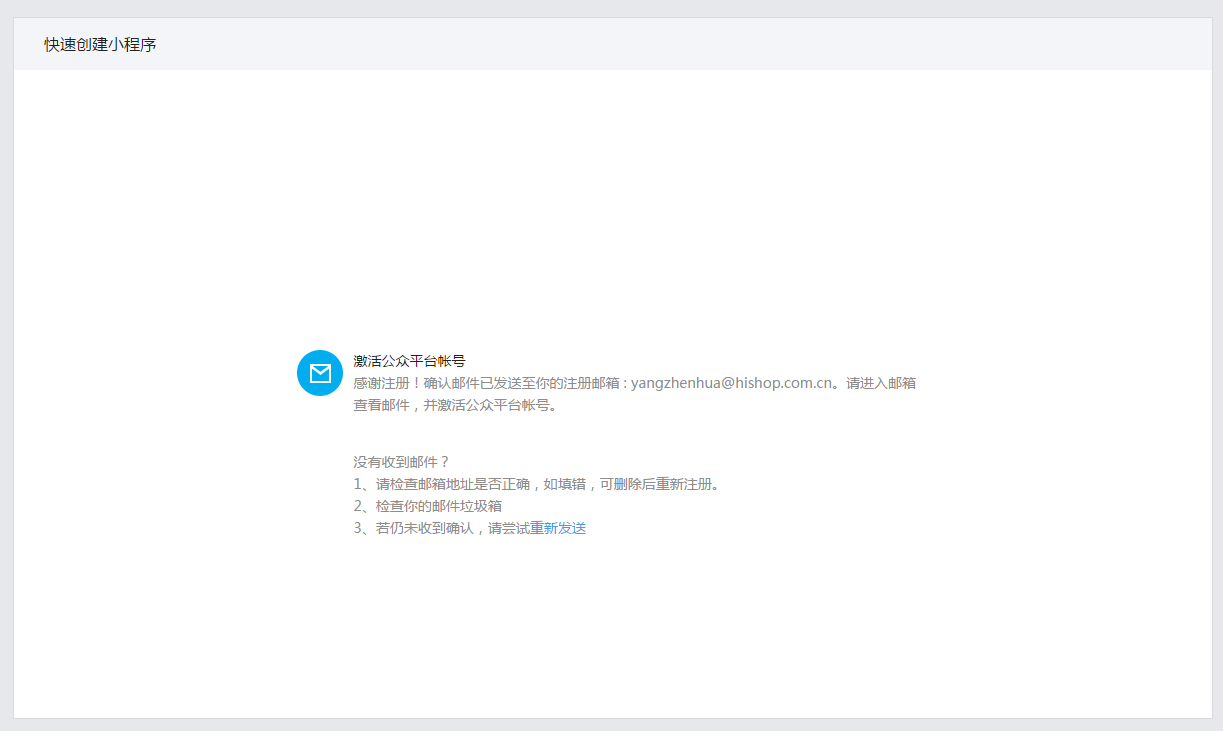 快速创建小程序
激活公众平台帐号
感谢注册！确认邮件已发送至你的注册邮箱 : yangzhenhua@hishop.com.cn。请进入邮箱
查看邮件，并激活公众平台帐号。
没有收到邮件？
1、请检查邮箱地址是否正确，如填错，可删除后重新注册。
2、检查你的邮件垃圾箱
3、若仍未收到确认，请尝试重新发送